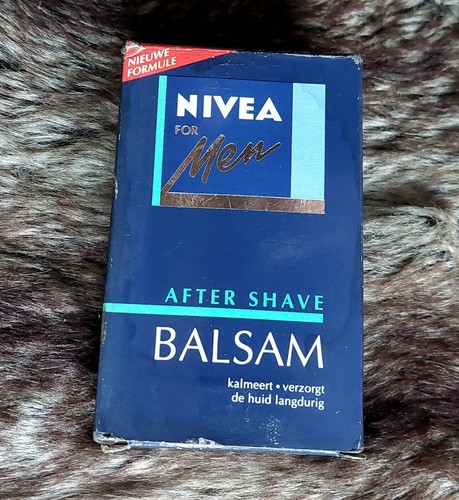 NIEUWE
FORMULE
NIVEA
FOR
Men
AFTER SHAVE
BALSAM
kalmeert • verzorgt
de huid langdurig